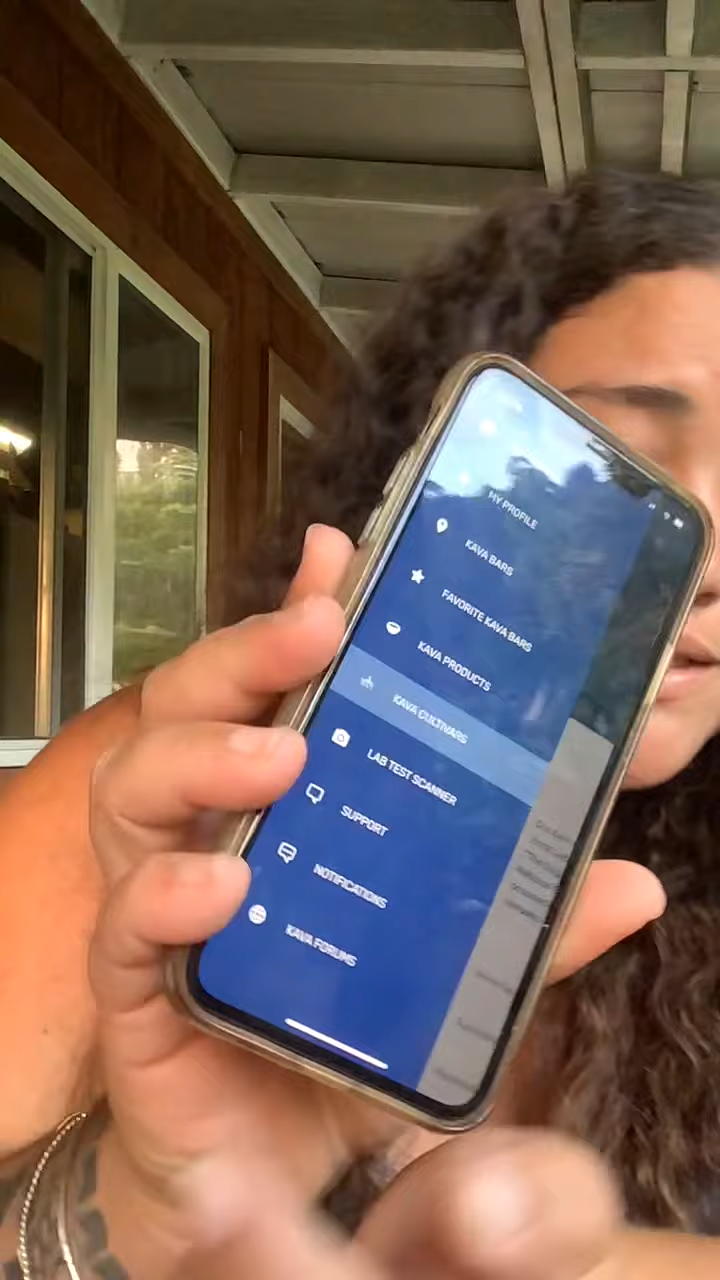 MY PROFILE
KAVA BARS
FAVORITE KAVA BARS
KAVA PRODUCTS
KAVA CULTIVARS
LAB TEST SCANNER
SUPPORT
NOTIFICATIONS
KAVA FORUMS